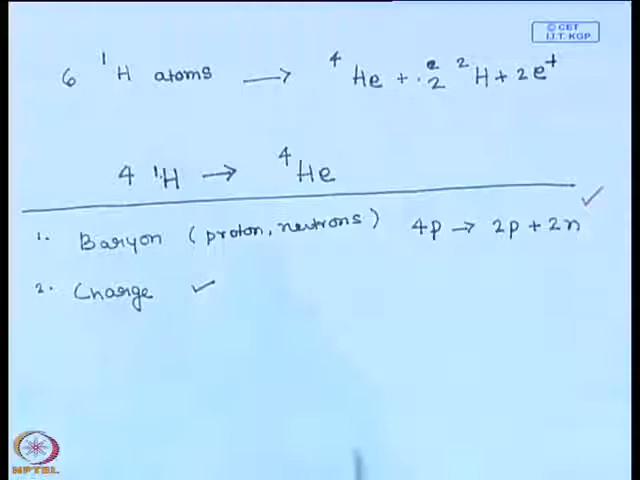 © CET
I.I.T. KGP
6 ¹H atoms → ⁴He + 2 ²H + 2e⁺
4 ¹H → ⁴He
1. Baryon (proton, neutrons) 4p → 2p + 2n ✓
2. Charge ✓
NPTEL